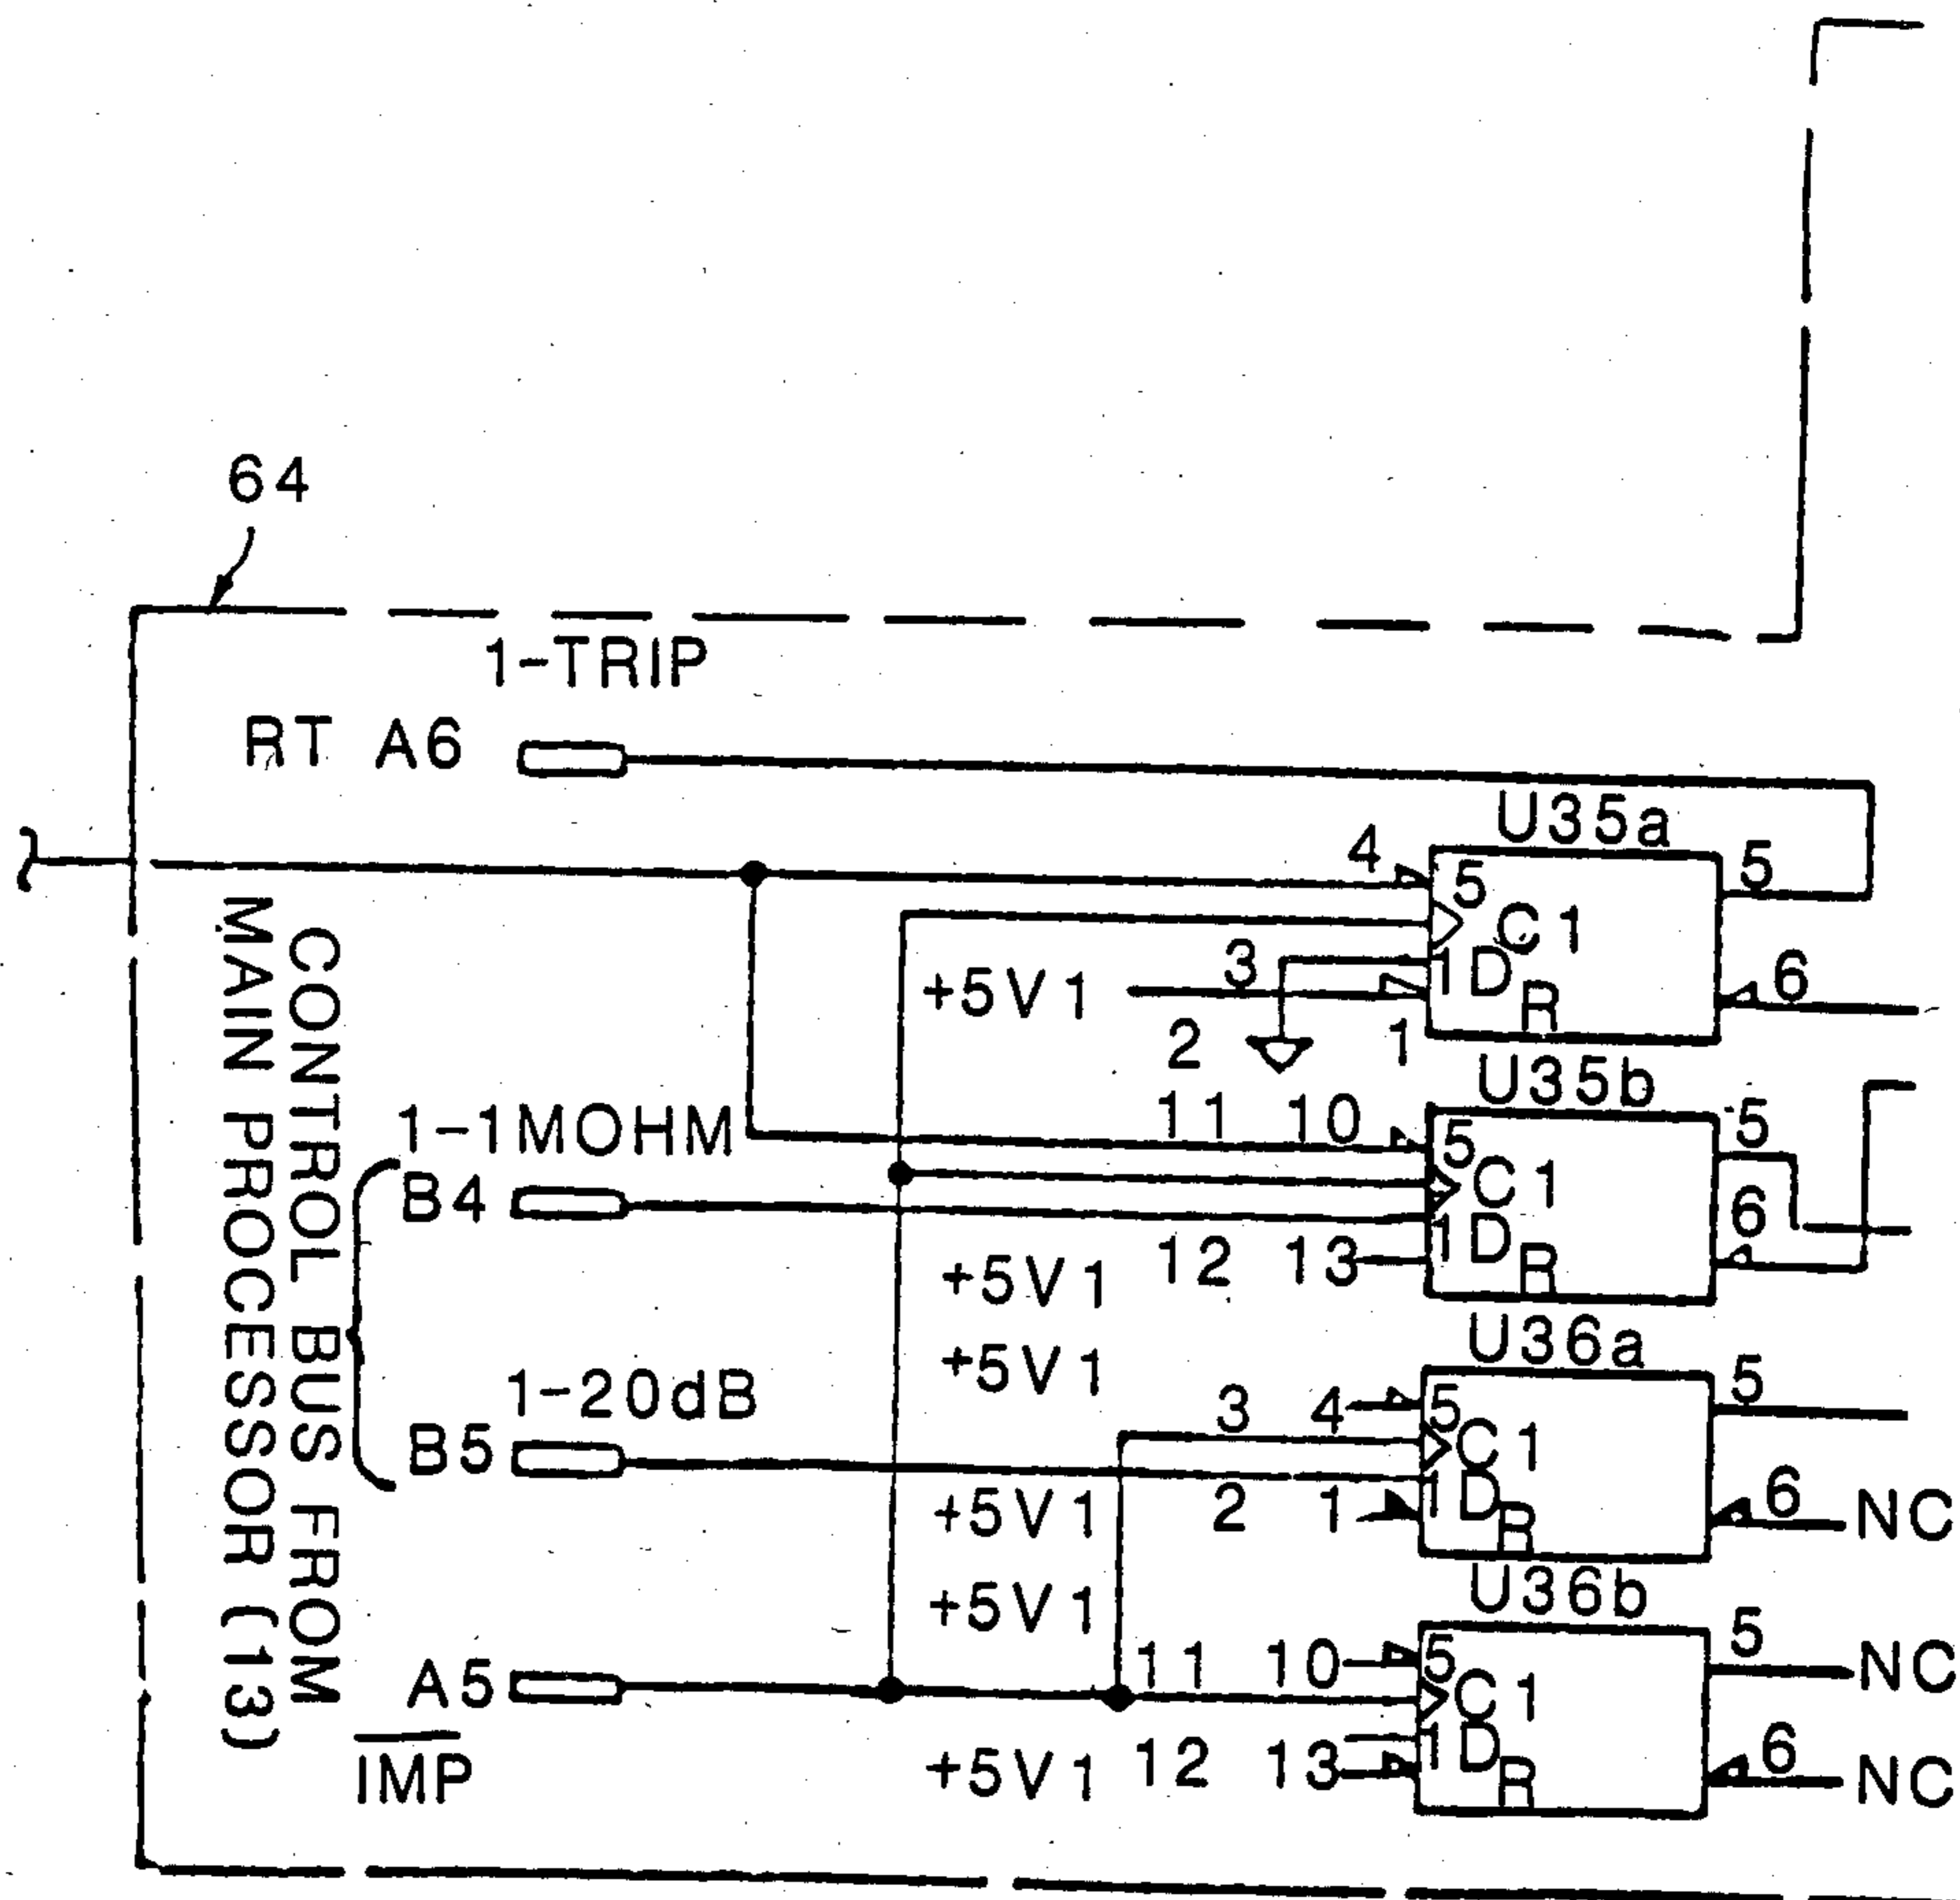 64
1-TRIP
RT A6
U35a
4
5
5
C1
3
1D
6
+5V1
R
2
1
U35b
11 10
5
1-1MOHM
5
C1
B4
6
1D
12 13
R
+5V1
+5V1
U36a
5
1-20dB
3 4
5
C1
B5
1D
6
NC
+5V1
2 1
R
U36b
+5V1
5
11 10
5
NC
A5
C1
1D
6
IMP
+5V1
12 13
R
NC
CONTROL BUS FROM
MAIN PROCESSOR (13)